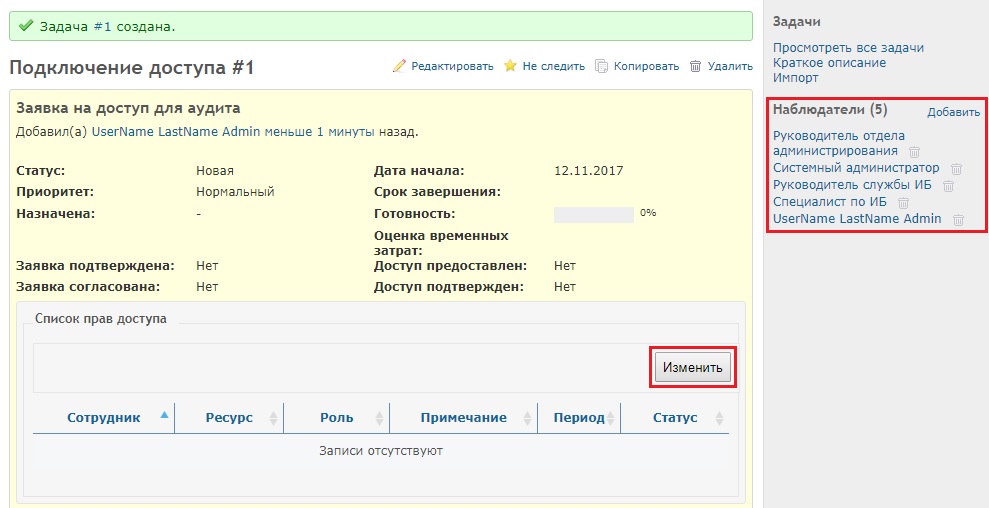 Задача #1 создана.
Подключение доступа #1
Редактировать Не следить Копировать Удалить
Заявка на доступ для аудита
Добавил(а) UserName LastName Admin меньше 1 минуты назад.
Статус: Новая Дата начала: 12.11.2017
Приоритет: Нормальный Срок завершения:
Назначена: - Готовность: 0%
Оценка временных
затрат:
Заявка подтверждена: Нет Доступ предоставлен: Нет
Заявка согласована: Нет Доступ подтвержден: Нет
Список прав доступа
Изменить
Сотрудник Ресурс Роль Примечание Период Статус
Записи отсутствуют
Задачи
Просмотреть все задачи
Краткое описание
Импорт
Наблюдатели (5) Добавить
Руководитель отдела
администрирования
Системный администратор
Руководитель службы ИБ
Специалист по ИБ
UserName LastName Admin